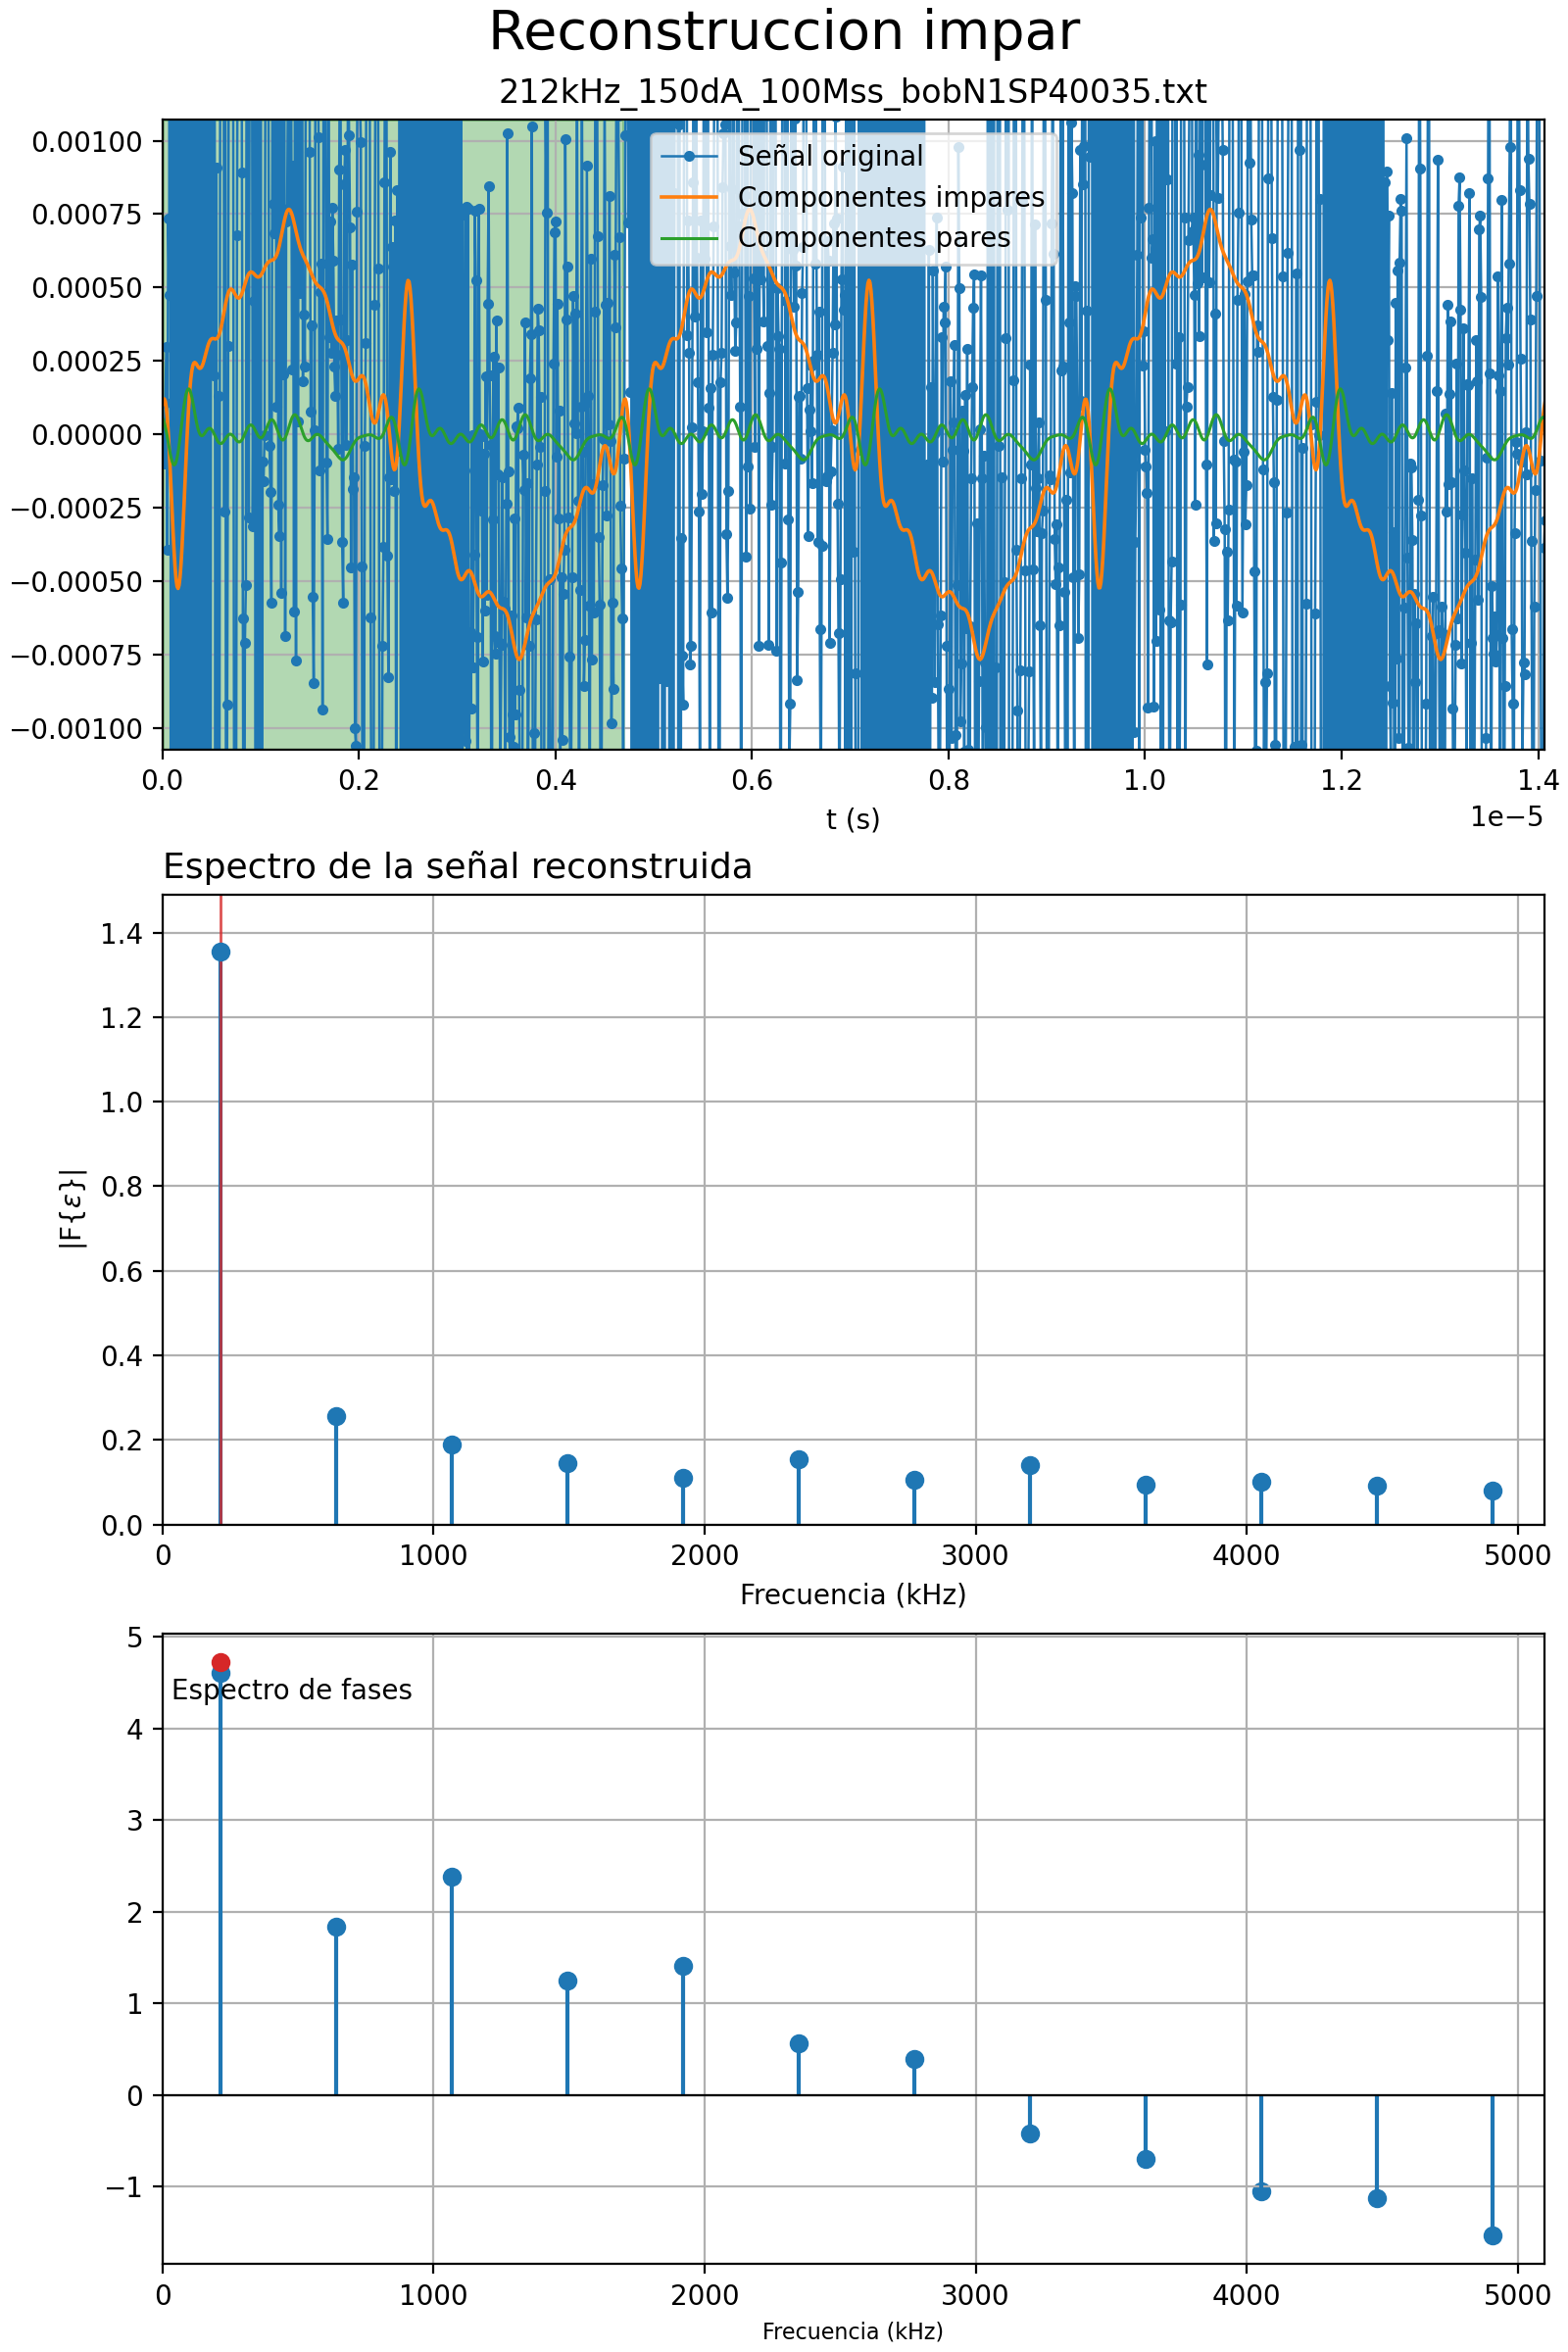 Reconstruccion impar
212kHz_150dA_100Mss_bobN1SP40035.txt
0.00100
0.00075
0.00050
0.00025
0.00000
−0.00025
−0.00050
−0.00075
−0.00100
Señal original
Componentes impares
Componentes pares
0.0 0.2 0.4 0.6 0.8 1.0 1.2 1.4
t (s)
1e−5
Espectro de la señal reconstruida
1.4
1.2
1.0
0.8
0.6
0.4
0.2
0.0
|F{ε}|
0 1000 2000 3000 4000 5000
Frecuencia (kHz)
Espectro de fases
5
4
3
2
1
0
−1
0 1000 2000 3000 4000 5000
Frecuencia (kHz)